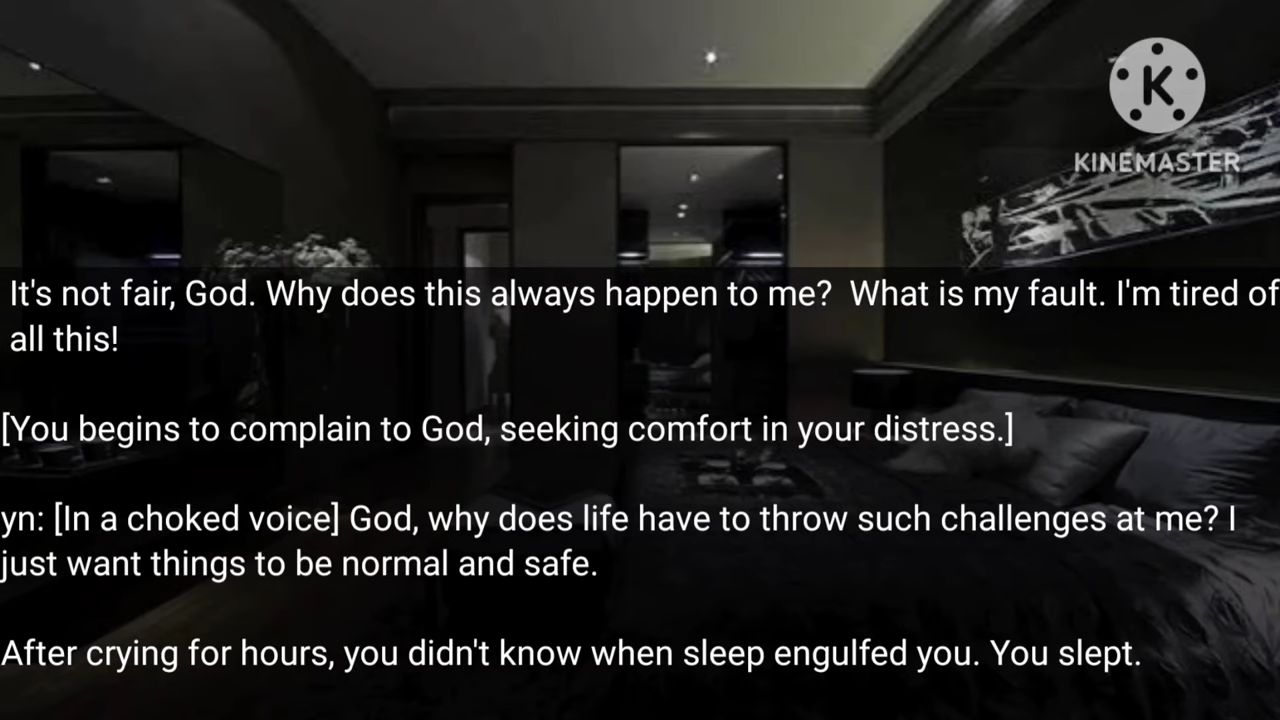 KINEMASTER
It's not fair, God. Why does this always happen to me?  What is my fault. I'm tired of
all this!
[You begins to complain to God, seeking comfort in your distress.]
yn: [In a choked voice] God, why does life have to throw such challenges at me? I
just want things to be normal and safe.
After crying for hours, you didn't know when sleep engulfed you. You slept.